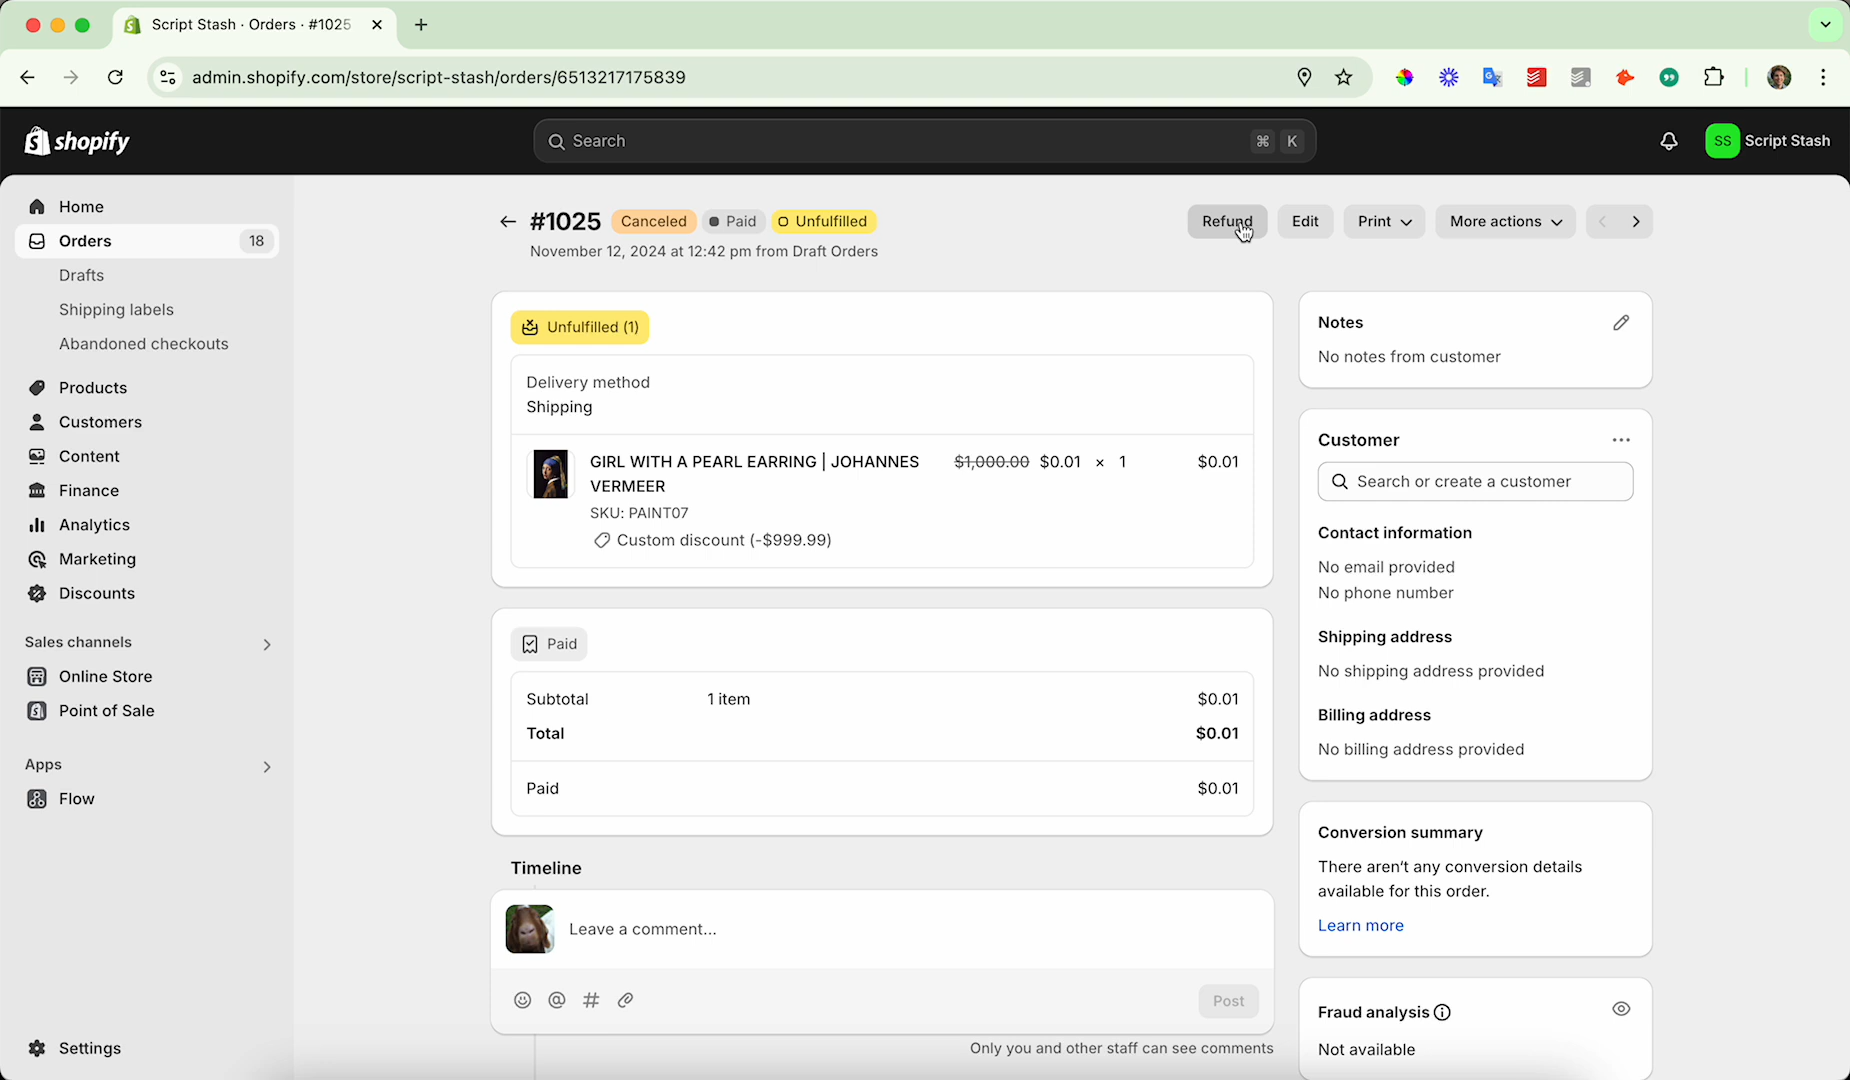 Script Stash · Orders · #1025
admin.shopify.com/store/script-stash/orders/6513217175839
shopify
Search
⌘ K
SS
Script Stash
Home
Orders 18
Drafts
Shipping labels
Abandoned checkouts
Products
Customers
Content
Finance
Analytics
Marketing
Discounts
Sales channels
Online Store
Point of Sale
Apps
Flow
Settings
#1025 Canceled Paid Unfulfilled
November 12, 2024 at 12:42 pm from Draft Orders
Refund Edit Print More actions
Unfulfilled (1)
Delivery method
Shipping
GIRL WITH A PEARL EARRING | JOHANNES $1,000.00 $0.01 × 1 $0.01
VERMEER
SKU: PAINT07
Custom discount (-$999.99)
Paid
Subtotal 1 item $0.01
Total $0.01
Paid $0.01
Timeline
Leave a comment...
Post
Only you and other staff can see comments
Notes
No notes from customer
Customer
Search or create a customer
Contact information
No email provided
No phone number
Shipping address
No shipping address provided
Billing address
No billing address provided
Conversion summary
There aren't any conversion details
available for this order.
Learn more
Fraud analysis
Not available